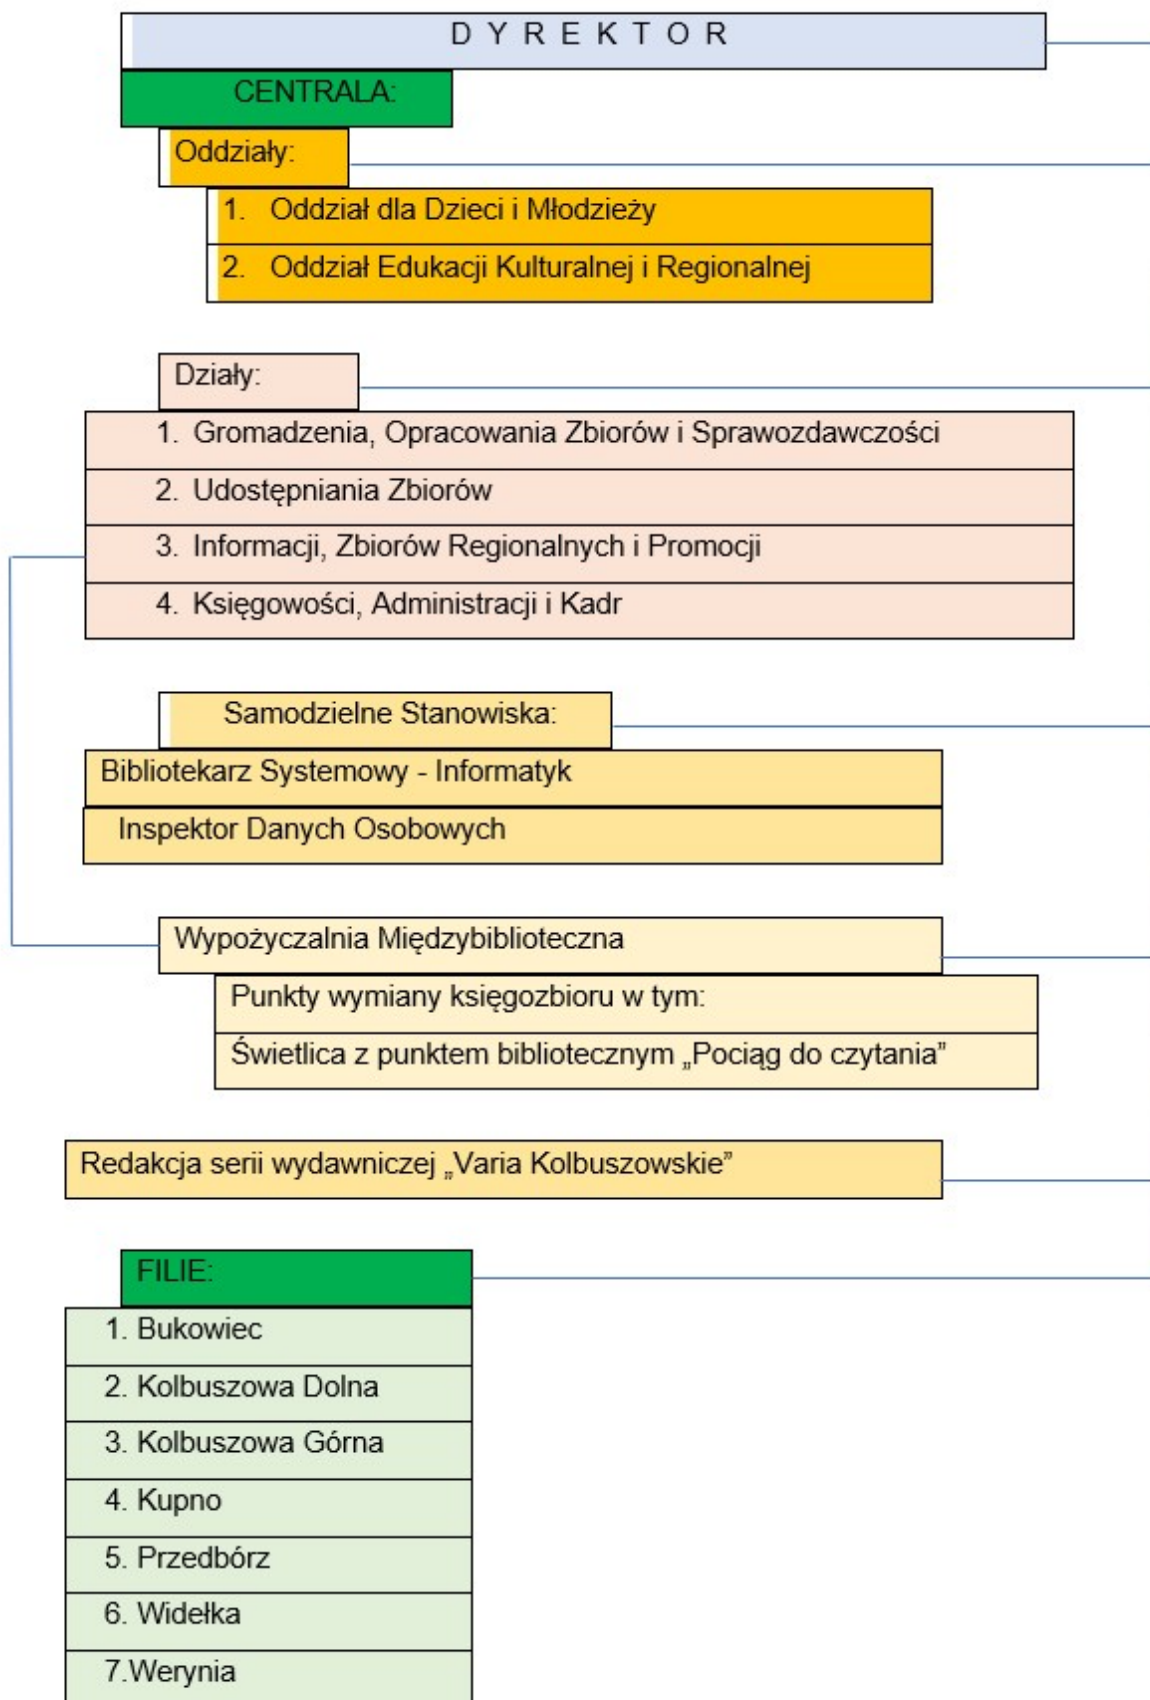 D Y R E K T O R
CENTRALA:
Oddziały:
1. Oddział dla Dzieci i Młodzieży
2. Oddział Edukacji Kulturalnej i Regionalnej
Działy:
1. Gromadzenia, Opracowania Zbiorów i Sprawozdawczości
2. Udostępniania Zbiorów
3. Informacji, Zbiorów Regionalnych i Promocji
4. Księgowości, Administracji i Kadr
Samodzielne Stanowiska:
Bibliotekarz Systemowy - Informatyk
Inspektor Danych Osobowych
Wypożyczalnia Międzybiblioteczna
Punkty wymiany księgozbioru w tym:
Świetlica z punktem bibliotecznym „Pociąg do czytania”
Redakcja serii wydawniczej „Varia Kolbuszowskie”
FILIE:
1. Bukowiec
2. Kolbuszowa Dolna
3. Kolbuszowa Górna
4. Kupno
5. Przedbórz
6. Widełka
7.Werynia